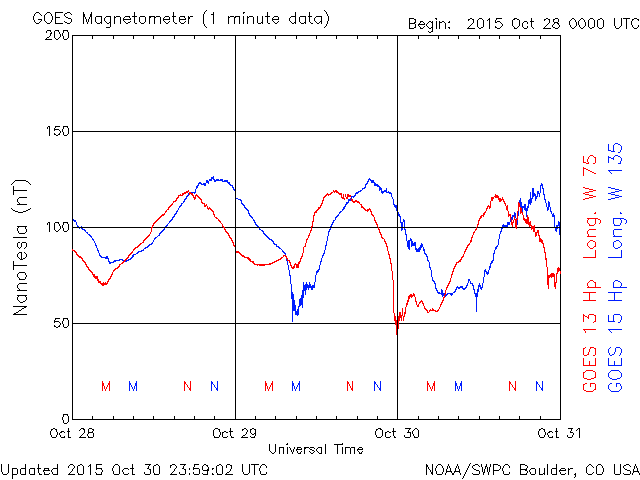 GOES Magnetometer (1 minute data)
Begin: 2015 Oct 28 0000 UTC
200
150
100
50
0
NanoTesla (nT)
GOES 13 Hp Long. W 75
GOES 15 Hp Long. W 135
M M N N M M N N M M N N
Oct 28 Oct 29 Oct 30 Oct 31
Universal Time
Updated 2015 Oct 30 23:59:02 UTC
NOAA/SWPC Boulder, CO USA